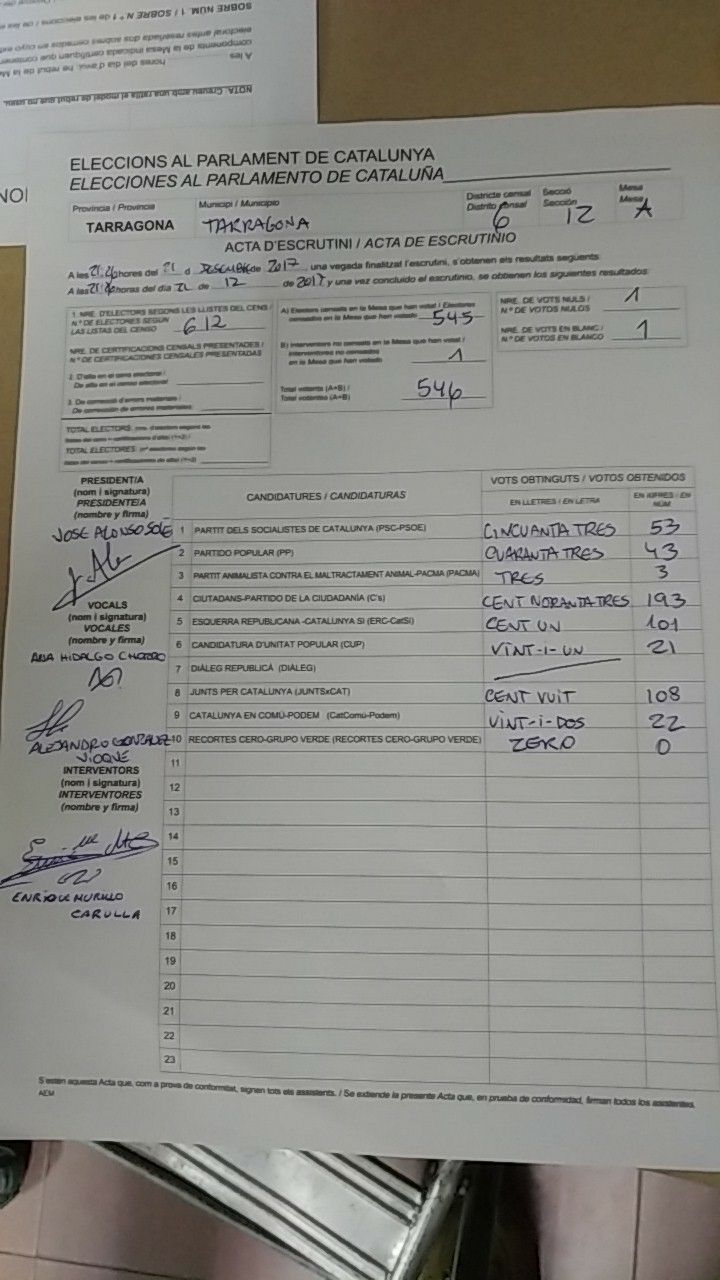 SOBRE NÚM. 1 / SOBRE N.º 1 de les eleccions / de las
electoral antes reseñada dos sobres cerrados en cuyo
components de la Mesa indicada certifiquen que
A les hores del dia d'avui, he rebut de la
NOTA: Creueu amb una ratlla el model de rebut que no
ELECCIONS AL PARLAMENT DE CATALUNYA
ELECCIONES AL PARLAMENTO DE CATALUÑA
Província / Provincia Municipi / Municipio Districte censal Secció Mesa
Distrito censal Sección Mesa
TARRAGONA TARRAGONA 6 12 A
ACTA D'ESCRUTINI / ACTA DE ESCRUTINIO
A les hores del 21 d DESEMBRE de 2017, una vegada finalitzat l'escrutini, s'obtenen els resultats següents:
A las horas del día 21 de 12 de 2017 y una vez concluido el escrutinio, se obtienen los siguientes resultados:
1. NRE. D'ELECTORS SEGONS LES LLISTES DEL CENS /
N.º DE ELECTORES SEGÚN
LAS LISTAS DEL CENSO 612
NRE. DE CERTIFICACIONS CENSALS PRESENTADES /
N.º DE CERTIFICACIONES CENSALES PRESENTADAS
2. D'alta en el cens electoral /
De alta en el censo electoral
3. De correcció d'errors materials /
De corrección de errores materiales
TOTAL ELECTORS:
TOTAL ELECTORES:
A) Electors censats en la Mesa que han votat / Electores
censados en la Mesa que han votado 545
B) Interventors no censats en la Mesa que han votat /
Interventores no censados
en la Mesa que han votado 1
Total votants (A+B) /
Total votantes (A+B) 546
NRE. DE VOTS NULS /
N.º DE VOTOS NULOS 1
NRE. DE VOTS EN BLANC /
N.º DE VOTOS EN BLANCO 1
PRESIDENT/A
(nom i signatura)
PRESIDENTE/A
(nombre y firma)
JOSE ALONSO SOLÉ
VOCALS
(nom i signatura)
VOCALES
(nombre y firma)
ANA HIDALGO
ALEJANDRO GONZALEZ
VIOQUE
INTERVENTORS
(nom i signatura)
INTERVENTORES
(nombre y firma)
ENRIQUE MURILLO
CARULLA
CANDIDATURES / CANDIDATURAS VOTS OBTINGUTS / VOTOS OBTENIDOS
EN LLETRES / EN LETRA EN XIFRES / EN NÚM
1 PARTIT DELS SOCIALISTES DE CATALUNYA (PSC-PSOE) CINCUANTA TRES 53
2 PARTIDO POPULAR (PP) QUARANTA TRES 43
3 PARTIT ANIMALISTA CONTRA EL MALTRACTAMENT ANIMAL-PACMA (PACMA) TRES 3
4 CIUTADANS-PARTIDO DE LA CIUDADANÍA (C's) CENT NORANTA TRES 193
5 ESQUERRA REPUBLICANA -CATALUNYA SÍ (ERC-CatSí) CENT UN 101
6 CANDIDATURA D'UNITAT POPULAR (CUP) VINT-I-UN 21
7 DIÀLEG REPUBLICÀ (DIÀLEG)
8 JUNTS PER CATALUNYA (JUNTSxCAT) CENT VUIT 108
9 CATALUNYA EN COMÚ-PODEM (CatComú-Podem) VINT-I-DOS 22
10 RECORTES CERO-GRUPO VERDE (RECORTES CERO-GRUPO VERDE) ZERO 0
11
12
13
14
15
16
17
18
19
20
21
22
23
S'estén aquesta Acta que, com a prova de conformitat, signen tots els assistents. / Se extiende la presente Acta que, en prueba de conformidad, firman todos los asistentes.
AEM